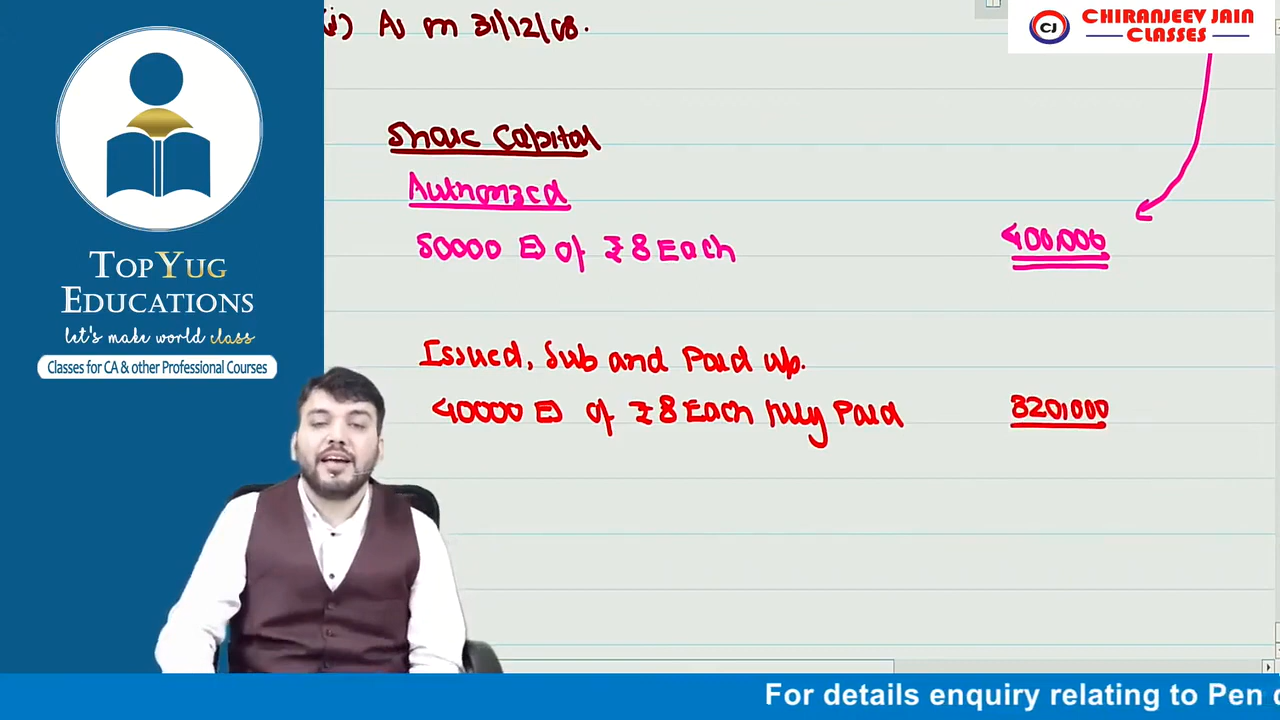 (ii) As on 31/12/08.
CHIRANJEEV JAIN
CJ
CLASSES
Share Capital
Authorized
50000 ES of ₹8 Each
400,000
TOPYUG
EDUCATIONS
let's make world class
Classes for CA & other Professional Courses
Issued, Sub and Paid up.
40000 ES of ₹8 Each fully Paid
320,000
For details enquiry relating to Pen